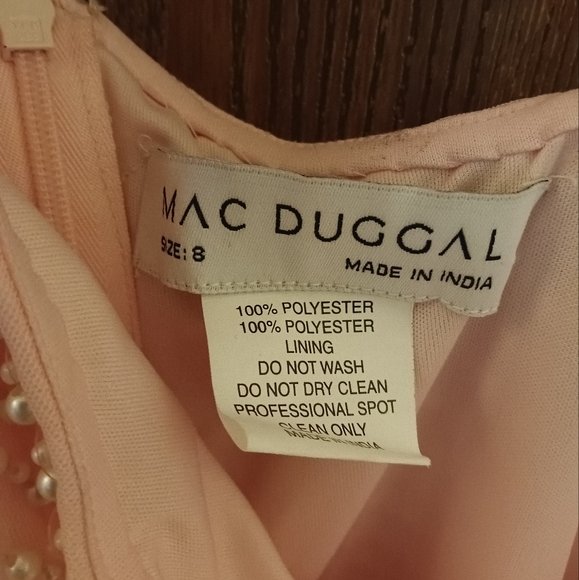 MAC DUGGAL
SIZE: 8
MADE IN INDIA
100% POLYESTER
100% POLYESTER
LINING
DO NOT WASH
DO NOT DRY CLEAN
PROFESSIONAL SPOT
CLEAN ONLY
MADE IN INDIA